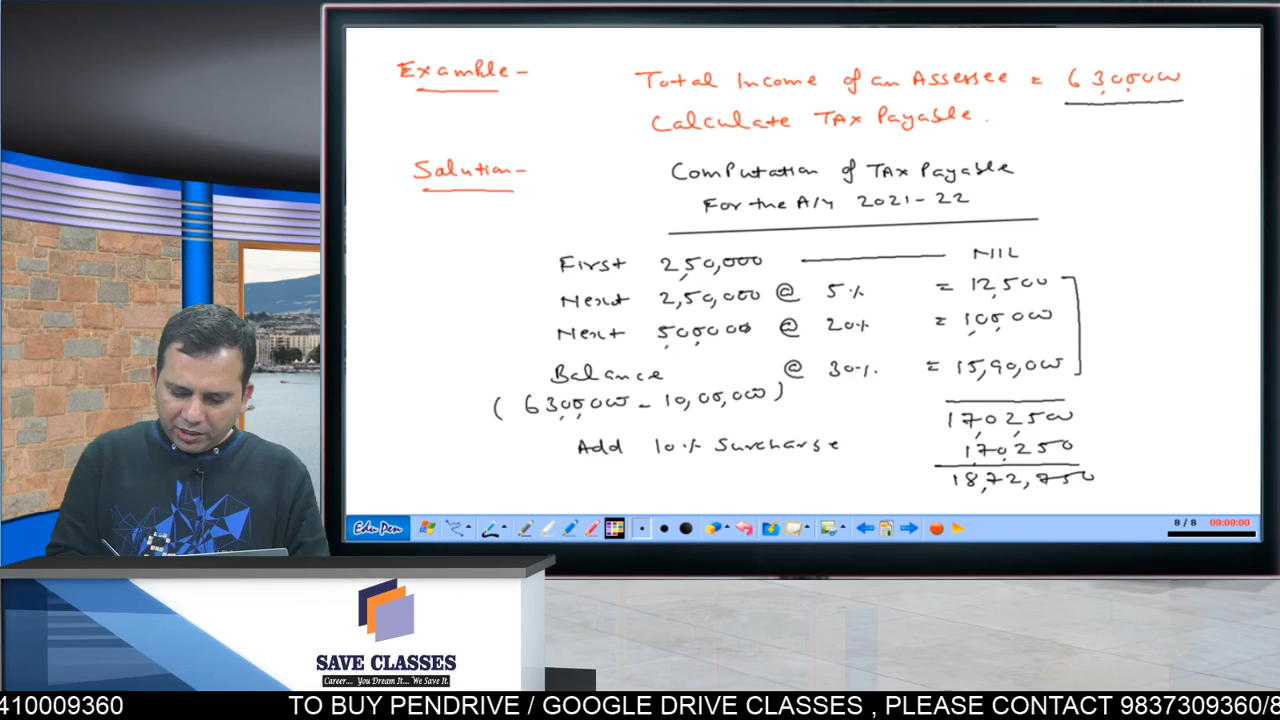 Example -
Total Income of an Assessee = 63,00,000
Calculate TAX Payable.
Solution -
Computation of TAX Payable
For the A/Y 2021-22
First 2,50,000 ——— NIL
Next 2,50,000 @ 5% = 12,500
Next 5,00,000 @ 20% = 1,00,000
Balance @ 30% = 15,90,000
(63,00,000 - 10,00,000)
17,02,500
Add 10% Surcharge 1,70,250
18,72,750
Edu Pen
8 / 8 00:00:00
SAVE CLASSES
Career.... You Dream It.... We Save It.
410009360 TO BUY PENDRIVE / GOOGLE DRIVE CLASSES , PLEASE CONTACT 9837309360/8